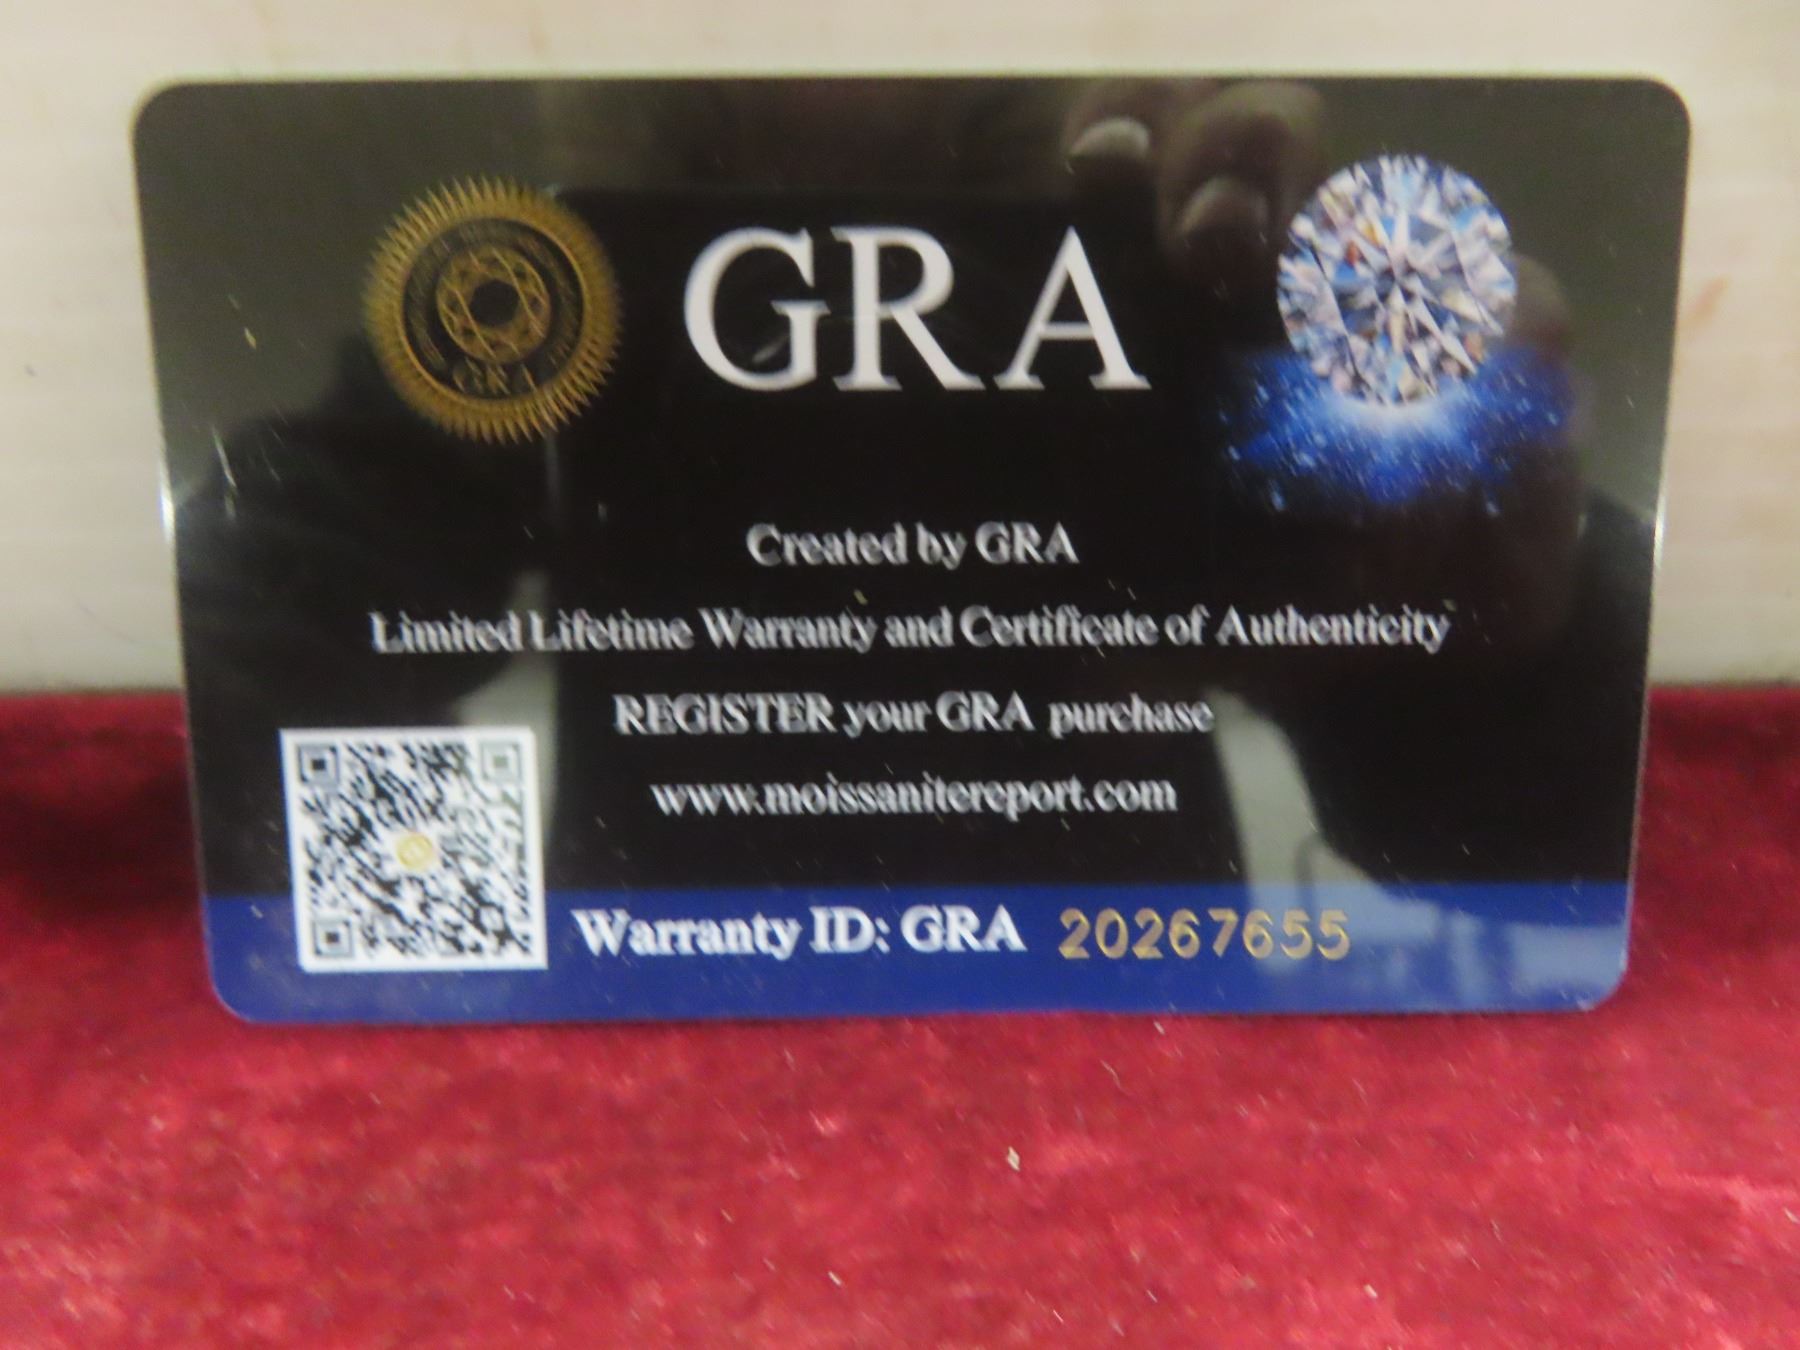 GRA
GRA
Created by GRA
Limited Lifetime Warranty and Certificate of Authenticity
REGISTER your GRA purchase
www.moissanitereport.com
Warranty ID: GRA 20267655